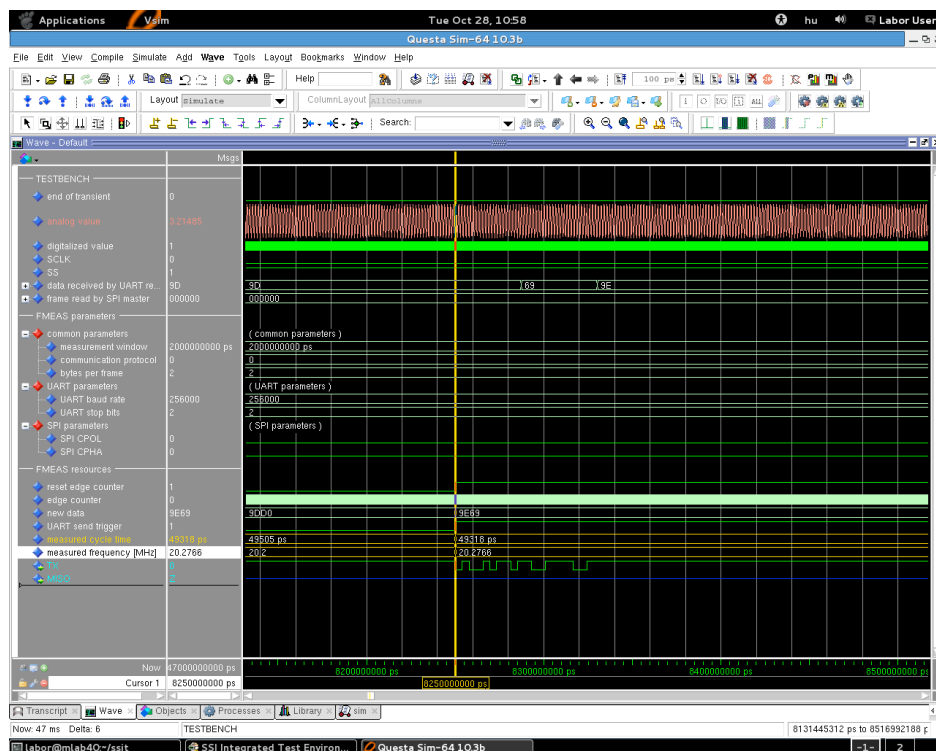 Applications Vsim Tue Oct 28, 10:58 hu Labor User
Questa Sim-64 10.3b
File Edit View Compile Simulate Add Wave Tools Layout Bookmarks Window Help
Help 100 ps
Layout Simulate ColumnLayout AllColumns
Search:
Wave - Default
Msgs
TESTBENCH
end of transient 0
analog value 3.21485
digitalized value 1
SCLK 0
SS 1
data received by UART re... 9D 9D 69 9E
frame read by SPI master 000000 000000
FMEAS parameters
common parameters ( common parameters )
measurement window 2000000000 ps 2000000000 ps
communication protocol 0 0
bytes per frame 2 2
UART parameters ( UART parameters )
UART baud rate 256000 256000
UART stop bits 2 2
SPI parameters ( SPI parameters )
SPI CPOL 0
SPI CPHA 0
FMEAS resources
reset edge counter 1
edge counter 0
new data 9E69 9DD0 9E69
UART send trigger 1
measured cycle time 49318 ps 49505 ps 49318 ps
measured frequency [MHz] 20.2766 20.2 20.2766
Tx 0
MISO Z
Now 47000000000 ps 8200000000 ps 8300000000 ps 8400000000 ps 8500000000 ps
Cursor 1 8250000000 ps 8250000000 ps
Transcript Wave Objects Processes Library sim
Now: 47 ms Delta: 6 TESTBENCH 8131445312 ps to 8516992188 p
labor@mlab40:~/ssit SSI Integrated Test Environ... Questa Sim-64 10.3b -1- 2